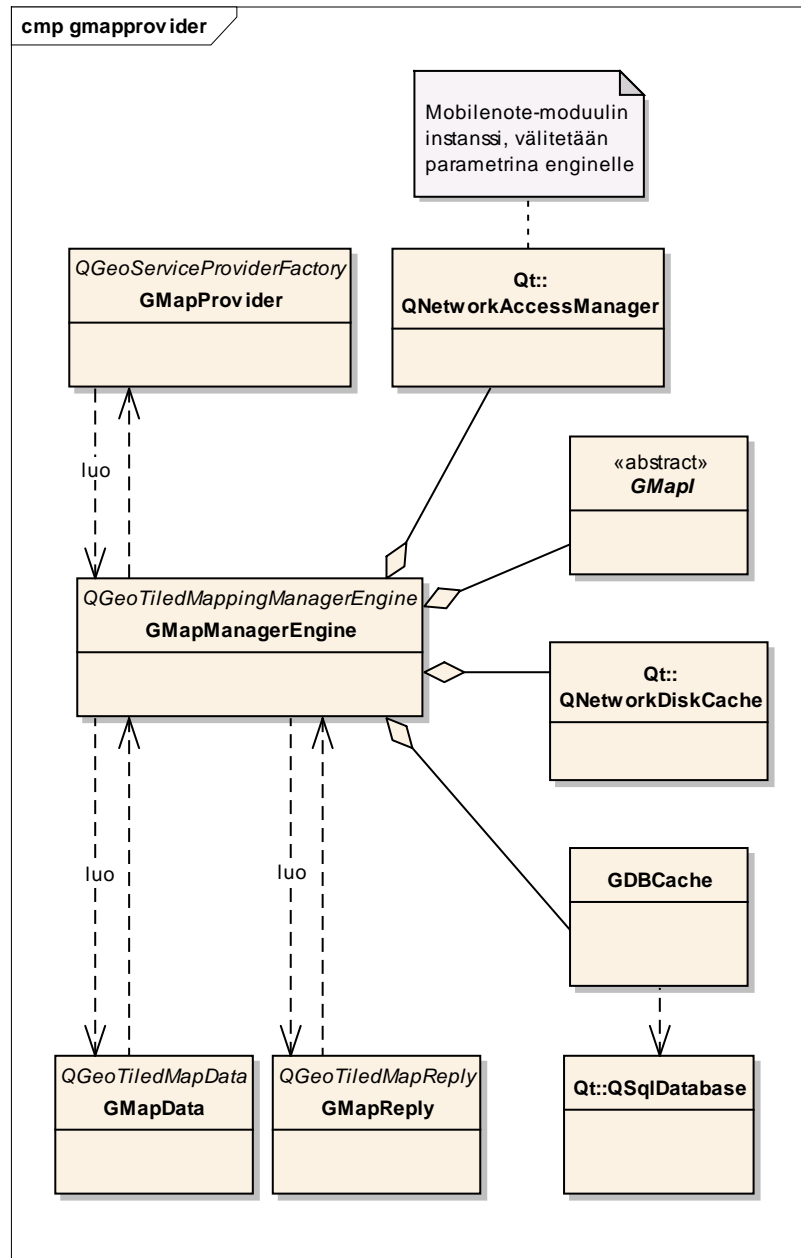 cmp gmapprovider
Mobilenote-moduulin
instanssi, välitetään
parametrina enginelle
QGeoServiceProviderFactory
GMapProvider
Qt::
QNetworkAccessManager
luo
«abstract»
GMapI
QGeoTiledMappingManagerEngine
GMapManagerEngine
Qt::
QNetworkDiskCache
luo
luo
GDBCache
QGeoTiledMapData
GMapData
QGeoTiledMapReply
GMapReply
Qt::QSqlDatabase